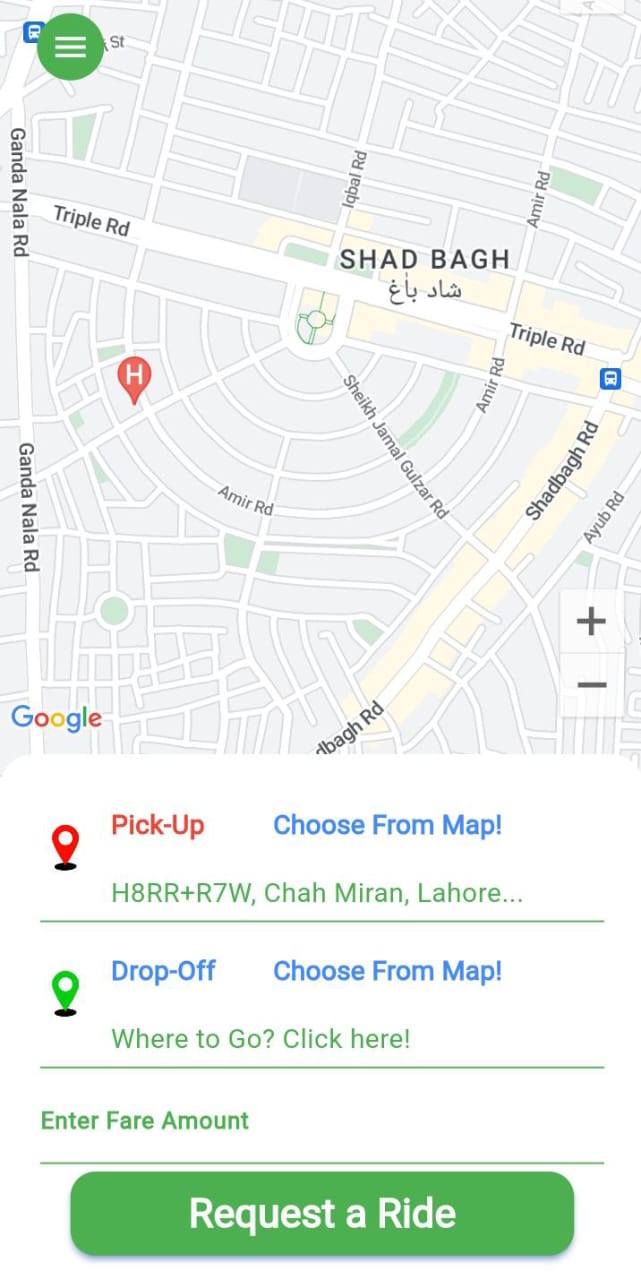 St
Ganda Nala Rd
Triple Rd
Iqbal Rd
Amir Rd
SHAD BAGH
شاد باغ
Triple Rd
H
Amir Rd
Sheikh Jamal Gulzar Rd
Shadbagh Rd
Ganda Nala Rd
Amir Rd
Ayub Rd
+
−
Google
dbagh Rd
Pick-Up Choose From Map!
H8RR+R7W, Chah Miran, Lahore...
Drop-Off Choose From Map!
Where to Go? Click here!
Enter Fare Amount
Request a Ride